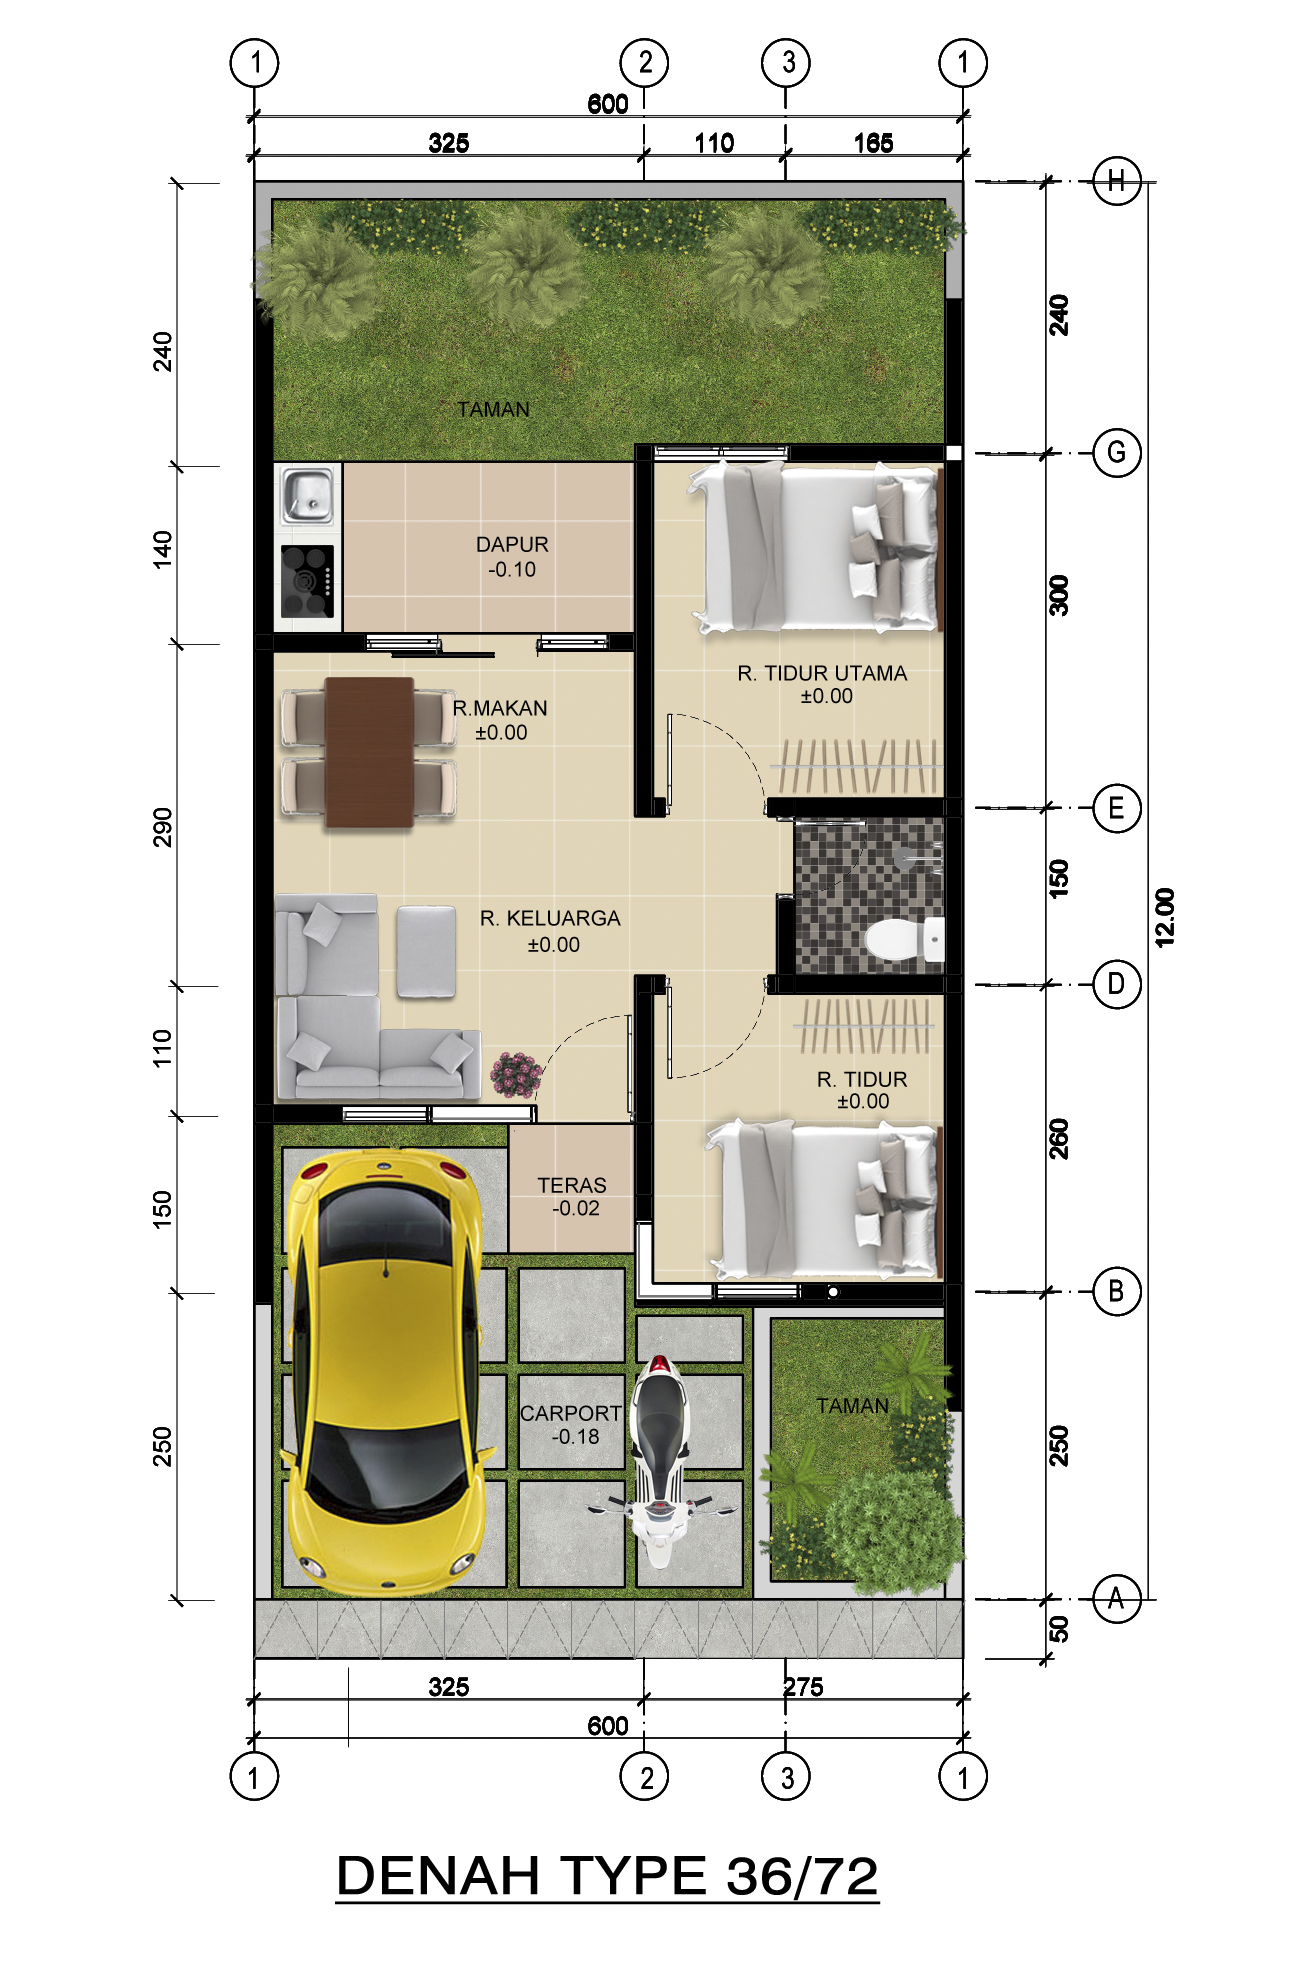 1 2 3 1
600
325 110 165
H
240
240
TAMAN
G
140
DAPUR
-0.10
300
R. TIDUR UTAMA
±0.00
R.MAKAN
±0.00
E
290
150
12.00
R. KELUARGA
±0.00
D
110
R. TIDUR
±0.00
260
150
TERAS
-0.02
B
TAMAN
CARPORT
-0.18
250
250
A
50
325 275
600
1 2 3 1
DENAH TYPE 36/72